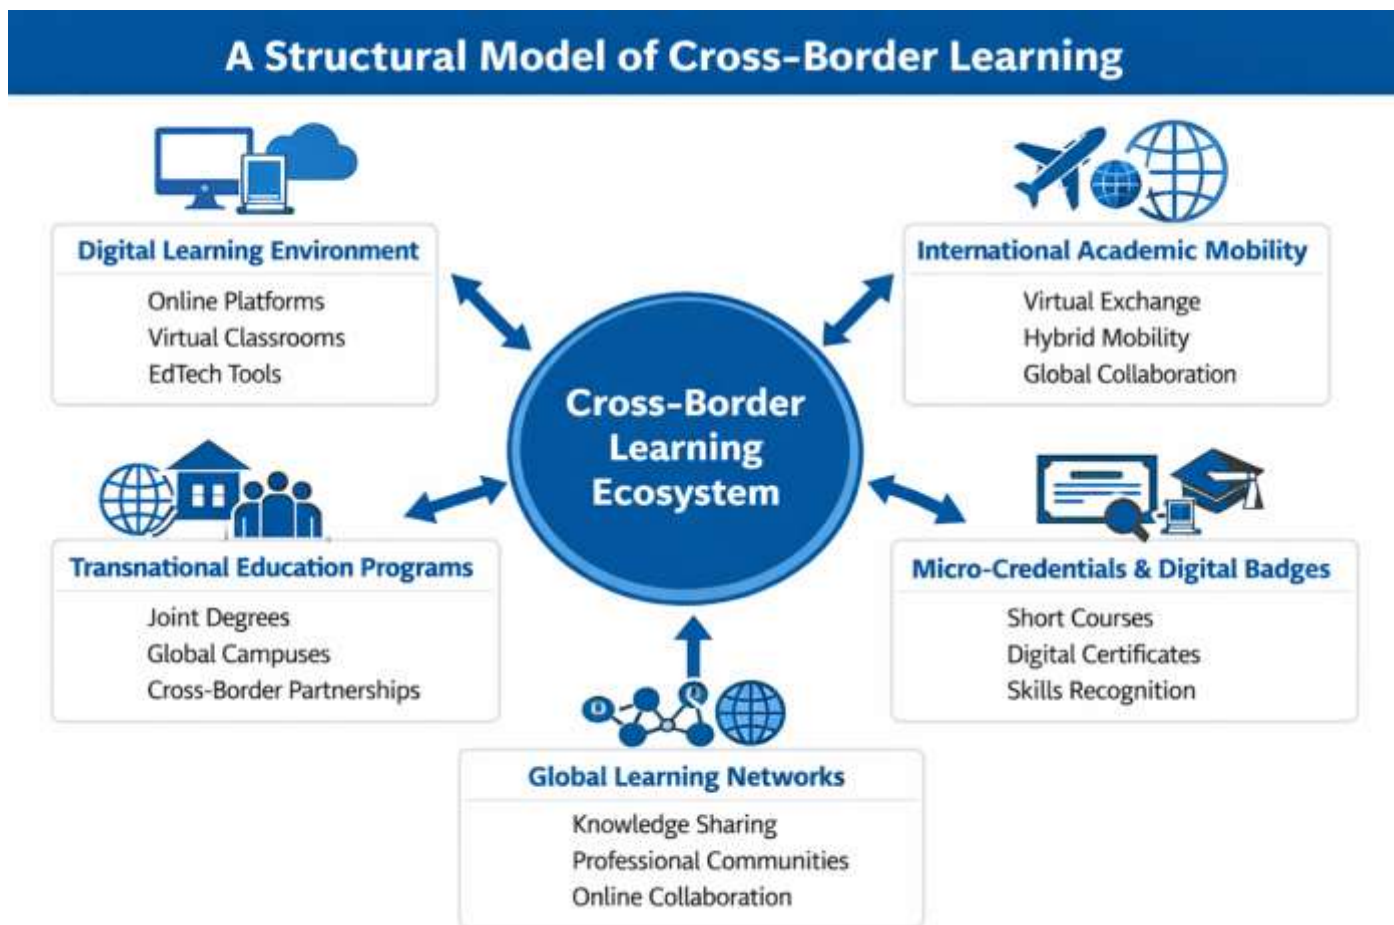 A Structural Model of Cross-Border Learning
Digital Learning Environment
Online Platforms
Virtual Classrooms
EdTech Tools
International Academic Mobility
Virtual Exchange
Hybrid Mobility
Global Collaboration
Cross-Border
Learning
Ecosystem
Transnational Education Programs
Joint Degrees
Global Campuses
Cross-Border Partnerships
Micro-Credentials & Digital Badges
Short Courses
Digital Certificates
Skills Recognition
Global Learning Networks
Knowledge Sharing
Professional Communities
Online Collaboration